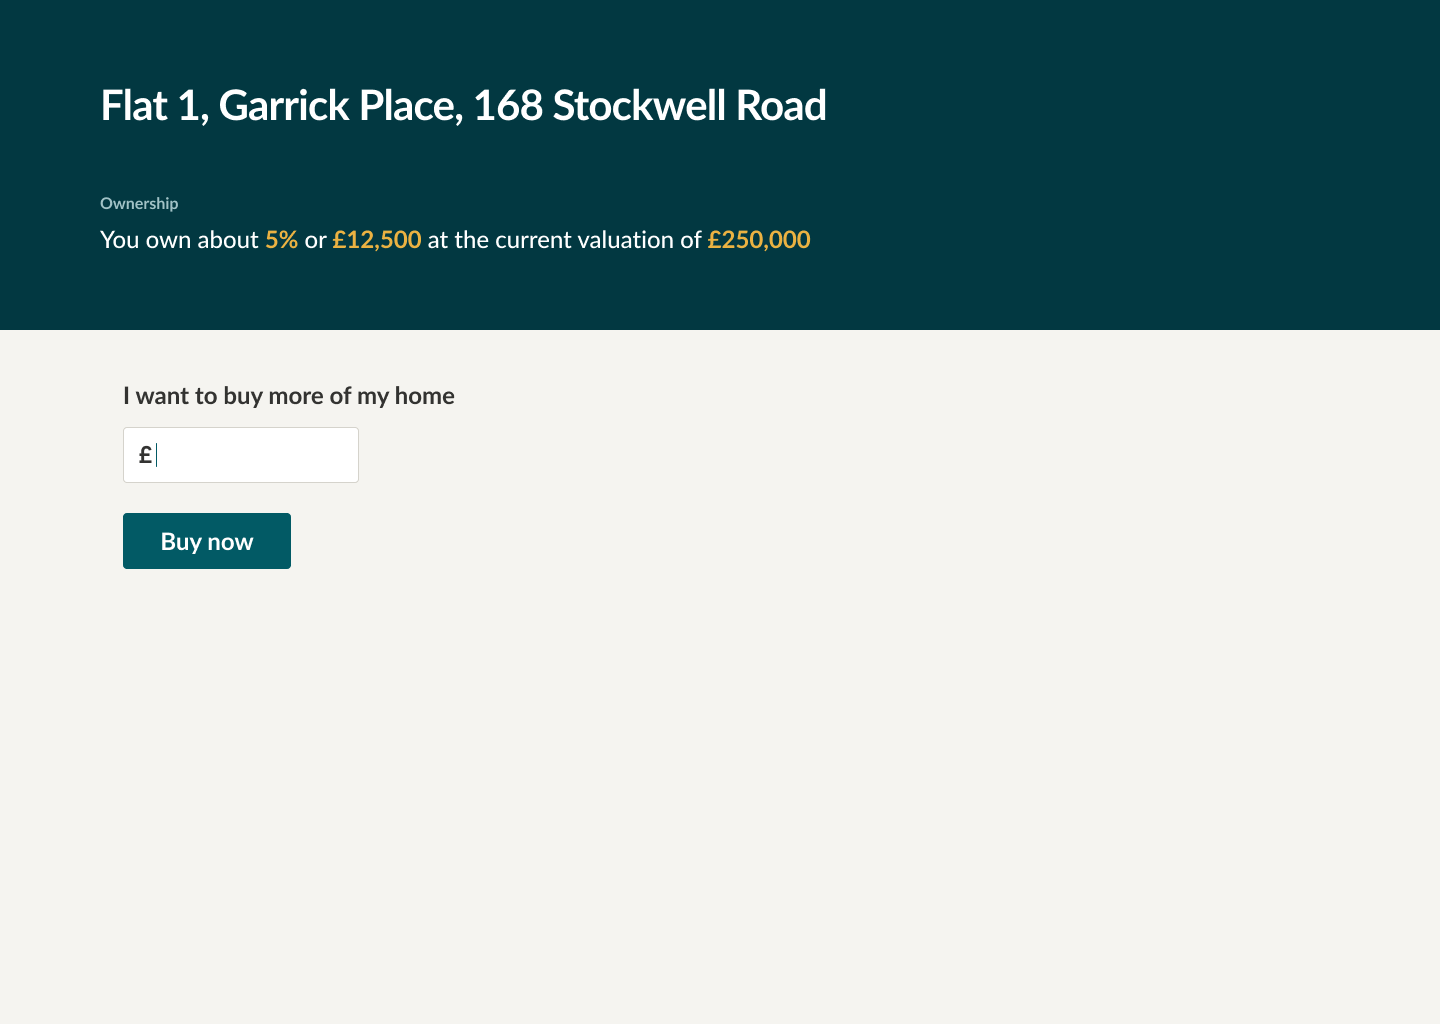 Flat 1, Garrick Place, 168 Stockwell Road
Ownership
You own about 5% or £12,500 at the current valuation of £250,000
I want to buy more of my home
£
Buy now